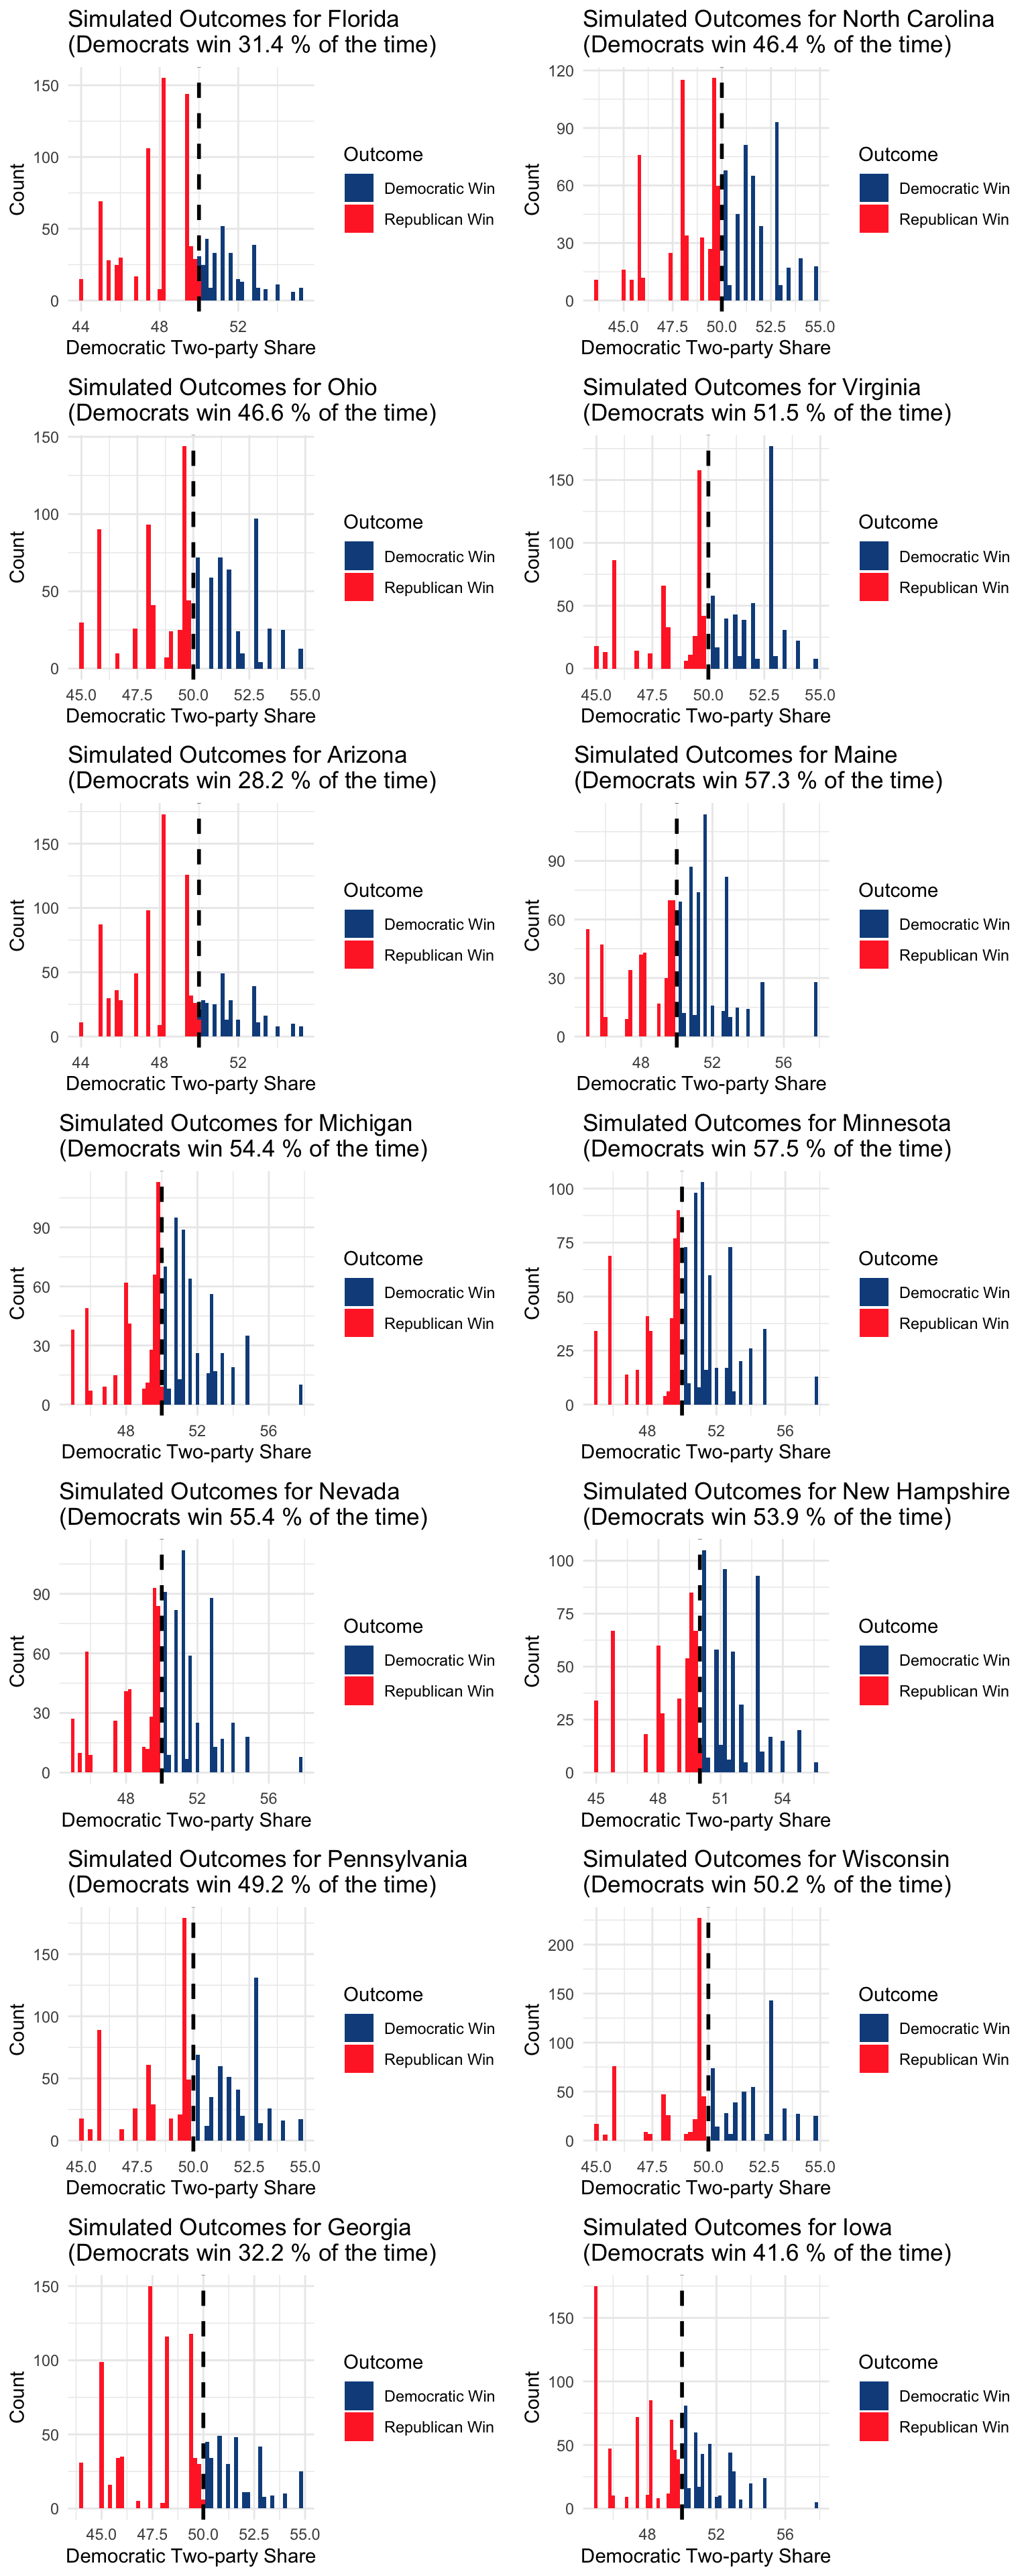 Simulated Outcomes for Florida
(Democrats win 31.4 % of the time)
150
100
50
0
Count
44
48
52
Democratic Two-party Share
Outcome
Democratic Win
Republican Win
Simulated Outcomes for North Carolina
(Democrats win 46.4 % of the time)
120
90
60
30
0
Count
45.0
47.5
50.0
52.5
55.0
Democratic Two-party Share
Outcome
Democratic Win
Republican Win
Simulated Outcomes for Ohio
(Democrats win 46.6 % of the time)
150
100
50
0
Count
45.0
47.5
50.0
52.5
55.0
Democratic Two-party Share
Outcome
Democratic Win
Republican Win
Simulated Outcomes for Virginia
(Democrats win 51.5 % of the time)
150
100
50
0
Count
45.0
47.5
50.0
52.5
55.0
Democratic Two-party Share
Outcome
Democratic Win
Republican Win
Simulated Outcomes for Arizona
(Democrats win 28.2 % of the time)
150
100
50
0
Count
44
48
52
Democratic Two-party Share
Outcome
Democratic Win
Republican Win
Simulated Outcomes for Maine
(Democrats win 57.3 % of the time)
90
60
30
0
Count
48
52
56
Democratic Two-party Share
Outcome
Democratic Win
Republican Win
Simulated Outcomes for Michigan
(Democrats win 54.4 % of the time)
90
60
30
0
Count
48
52
56
Democratic Two-party Share
Outcome
Democratic Win
Republican Win
Simulated Outcomes for Minnesota
(Democrats win 57.5 % of the time)
100
75
50
25
0
Count
48
52
56
Democratic Two-party Share
Outcome
Democratic Win
Republican Win
Simulated Outcomes for Nevada
(Democrats win 55.4 % of the time)
90
60
30
0
Count
48
52
56
Democratic Two-party Share
Outcome
Democratic Win
Republican Win
Simulated Outcomes for New Hampshire
(Democrats win 53.9 % of the time)
100
75
50
25
0
Count
45
48
51
54
Democratic Two-party Share
Outcome
Democratic Win
Republican Win
Simulated Outcomes for Pennsylvania
(Democrats win 49.2 % of the time)
150
100
50
0
Count
45.0
47.5
50.0
52.5
55.0
Democratic Two-party Share
Outcome
Democratic Win
Republican Win
Simulated Outcomes for Wisconsin
(Democrats win 50.2 % of the time)
200
150
100
50
0
Count
45.0
47.5
50.0
52.5
55.0
Democratic Two-party Share
Outcome
Democratic Win
Republican Win
Simulated Outcomes for Georgia
(Democrats win 32.2 % of the time)
150
100
50
0
Count
45.0
47.5
50.0
52.5
55.0
Democratic Two-party Share
Outcome
Democratic Win
Republican Win
Simulated Outcomes for Iowa
(Democrats win 41.6 % of the time)
150
100
50
0
Count
48
52
56
Democratic Two-party Share
Outcome
Democratic Win
Republican Win